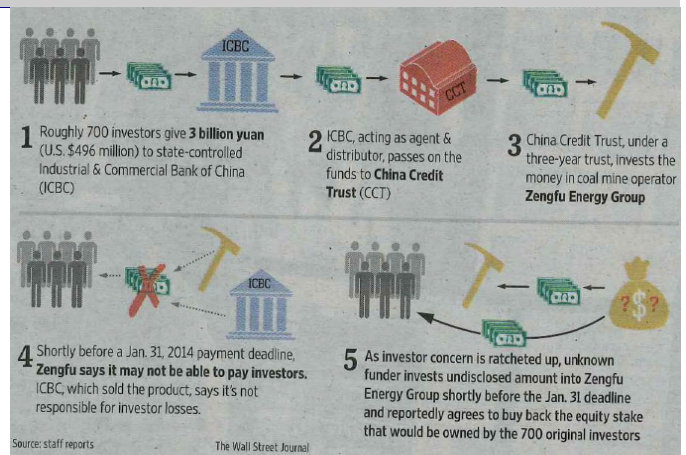 ICBC
CCT
1 Roughly 700 investors give 3 billion yuan
(U.S. $496 million) to state-controlled
Industrial & Commercial Bank of China
(ICBC)
2 ICBC, acting as agent &
distributor, passes on the
funds to China Credit
Trust (CCT)
3 China Credit Trust, under a
three-year trust, invests the
money in coal mine operator
Zengfu Energy Group
ICBC
?$?
4 Shortly before a Jan. 31, 2014 payment deadline,
Zengfu says it may not be able to pay investors.
ICBC, which sold the product, says it's not
responsible for investor losses.
5 As investor concern is ratcheted up, unknown
funder invests undisclosed amount into Zengfu
Energy Group shortly before the Jan. 31 deadline
and reportedly agrees to buy back the equity stake
that would be owned by the 700 original investors
Source: staff reports
The Wall Street Journal